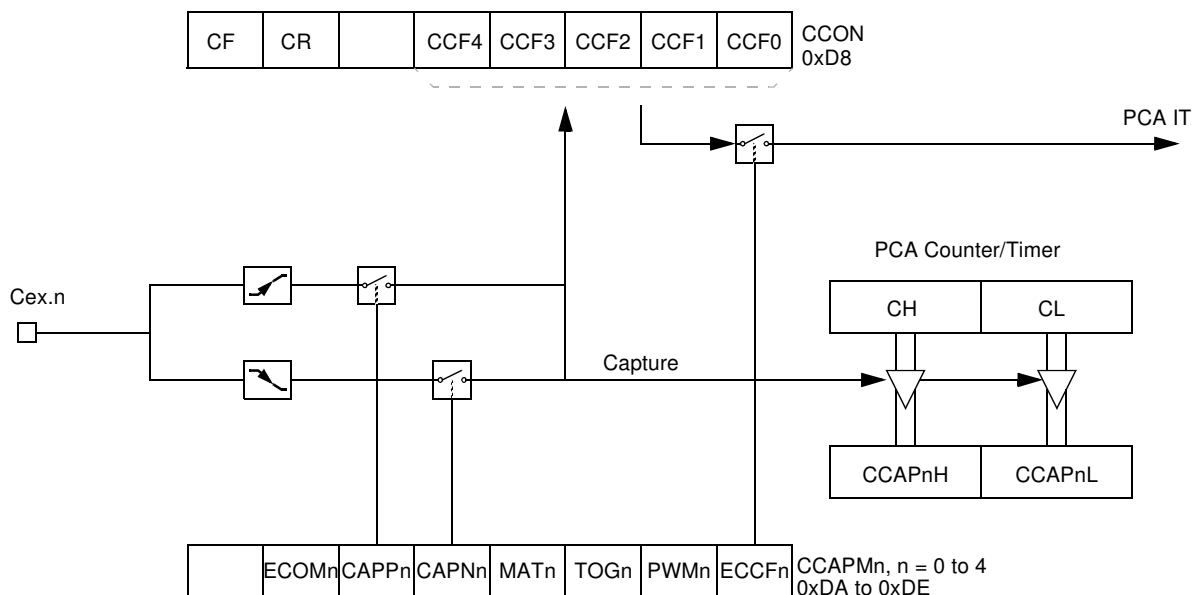 CF CR CCF4 CCF3 CCF2 CCF1 CCF0 CCON
0xD8
PCA IT
PCA Counter/Timer
Cex.n
CH CL
Capture
CCAPnH CCAPnL
ECOMn CAPPn CAPNn MATn TOGn PWMn ECCFn CCAPMn, n = 0 to 4
0xDA to 0xDE